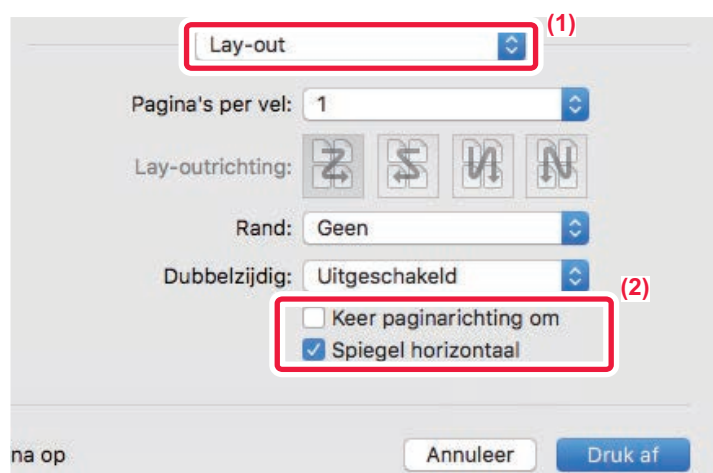 (1)
Lay-out
Pagina's per vel: 1
Lay-outrichting:
Rand: Geen
Dubbelzijdig: Uitgeschakeld
(2)
Keer paginarichting om
Spiegel horizontaal
na op Annuleer Druk af